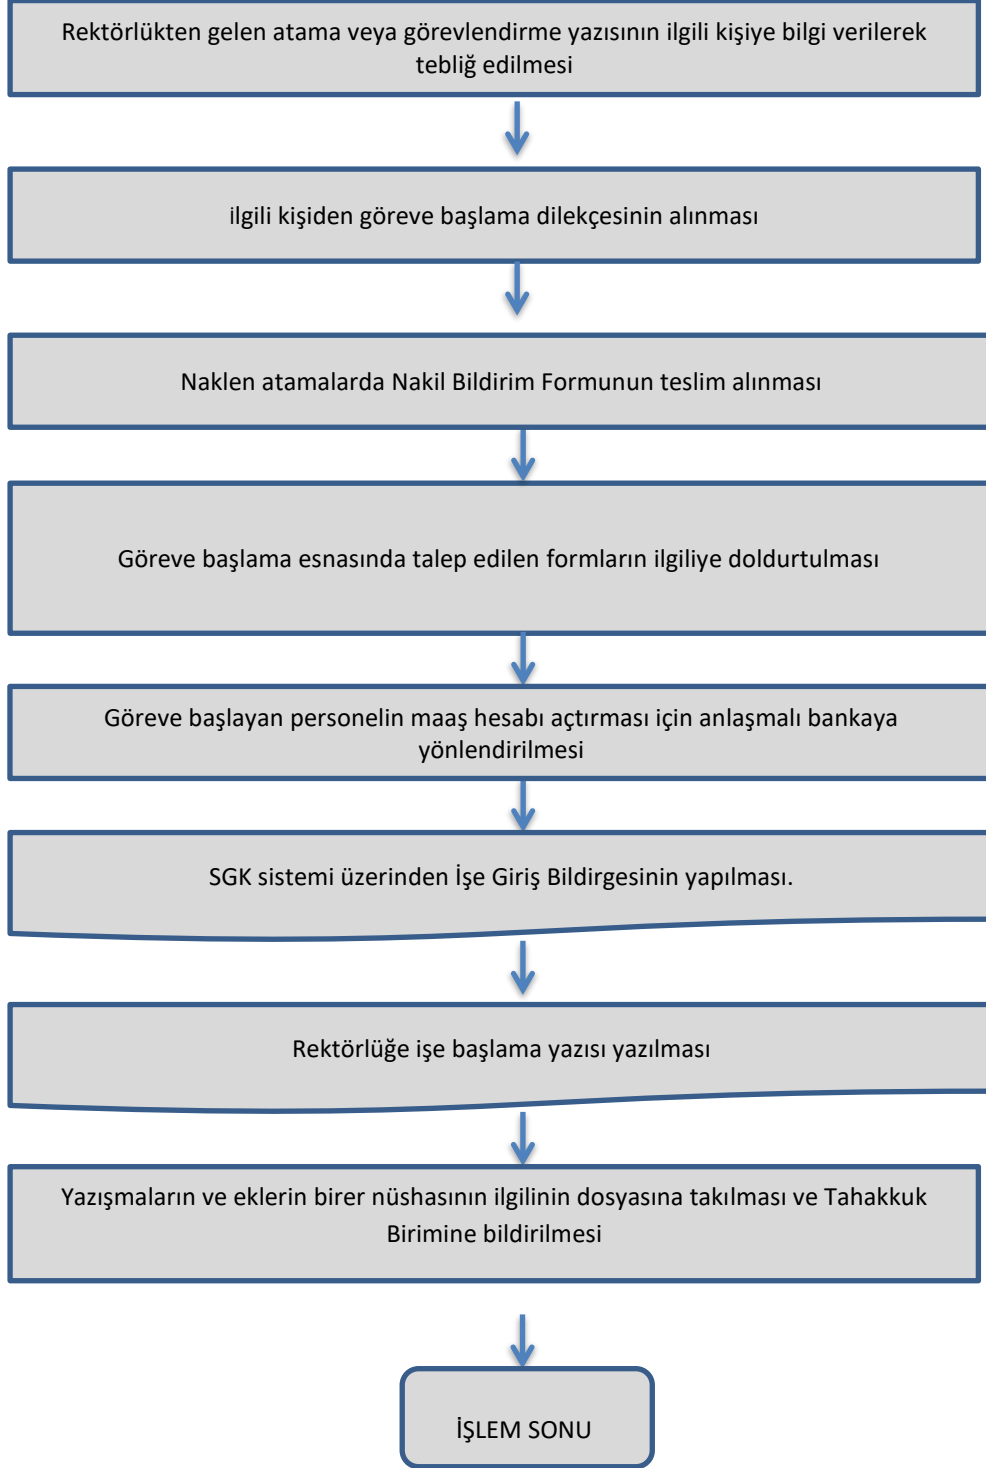 Rektörlükten gelen atama veya görevlendirme yazısının ilgili kişiye bilgi verilerek
tebliğ edilmesi
ilgili kişiden göreve başlama dilekçesinin alınması
Naklen atamalarda Nakil Bildirim Formunun teslim alınması
Göreve başlama esnasında talep edilen formların ilgiliye doldurtulması
Göreve başlayan personelin maaş hesabı açtırması için anlaşmalı bankaya
yönlendirilmesi
SGK sistemi üzerinden İşe Giriş Bildirgesinin yapılması.
Rektörlüğe işe başlama yazısı yazılması
Yazışmaların ve eklerin birer nüshasının ilgilinin dosyasına takılması ve Tahakkuk
Birimine bildirilmesi
İŞLEM SONU